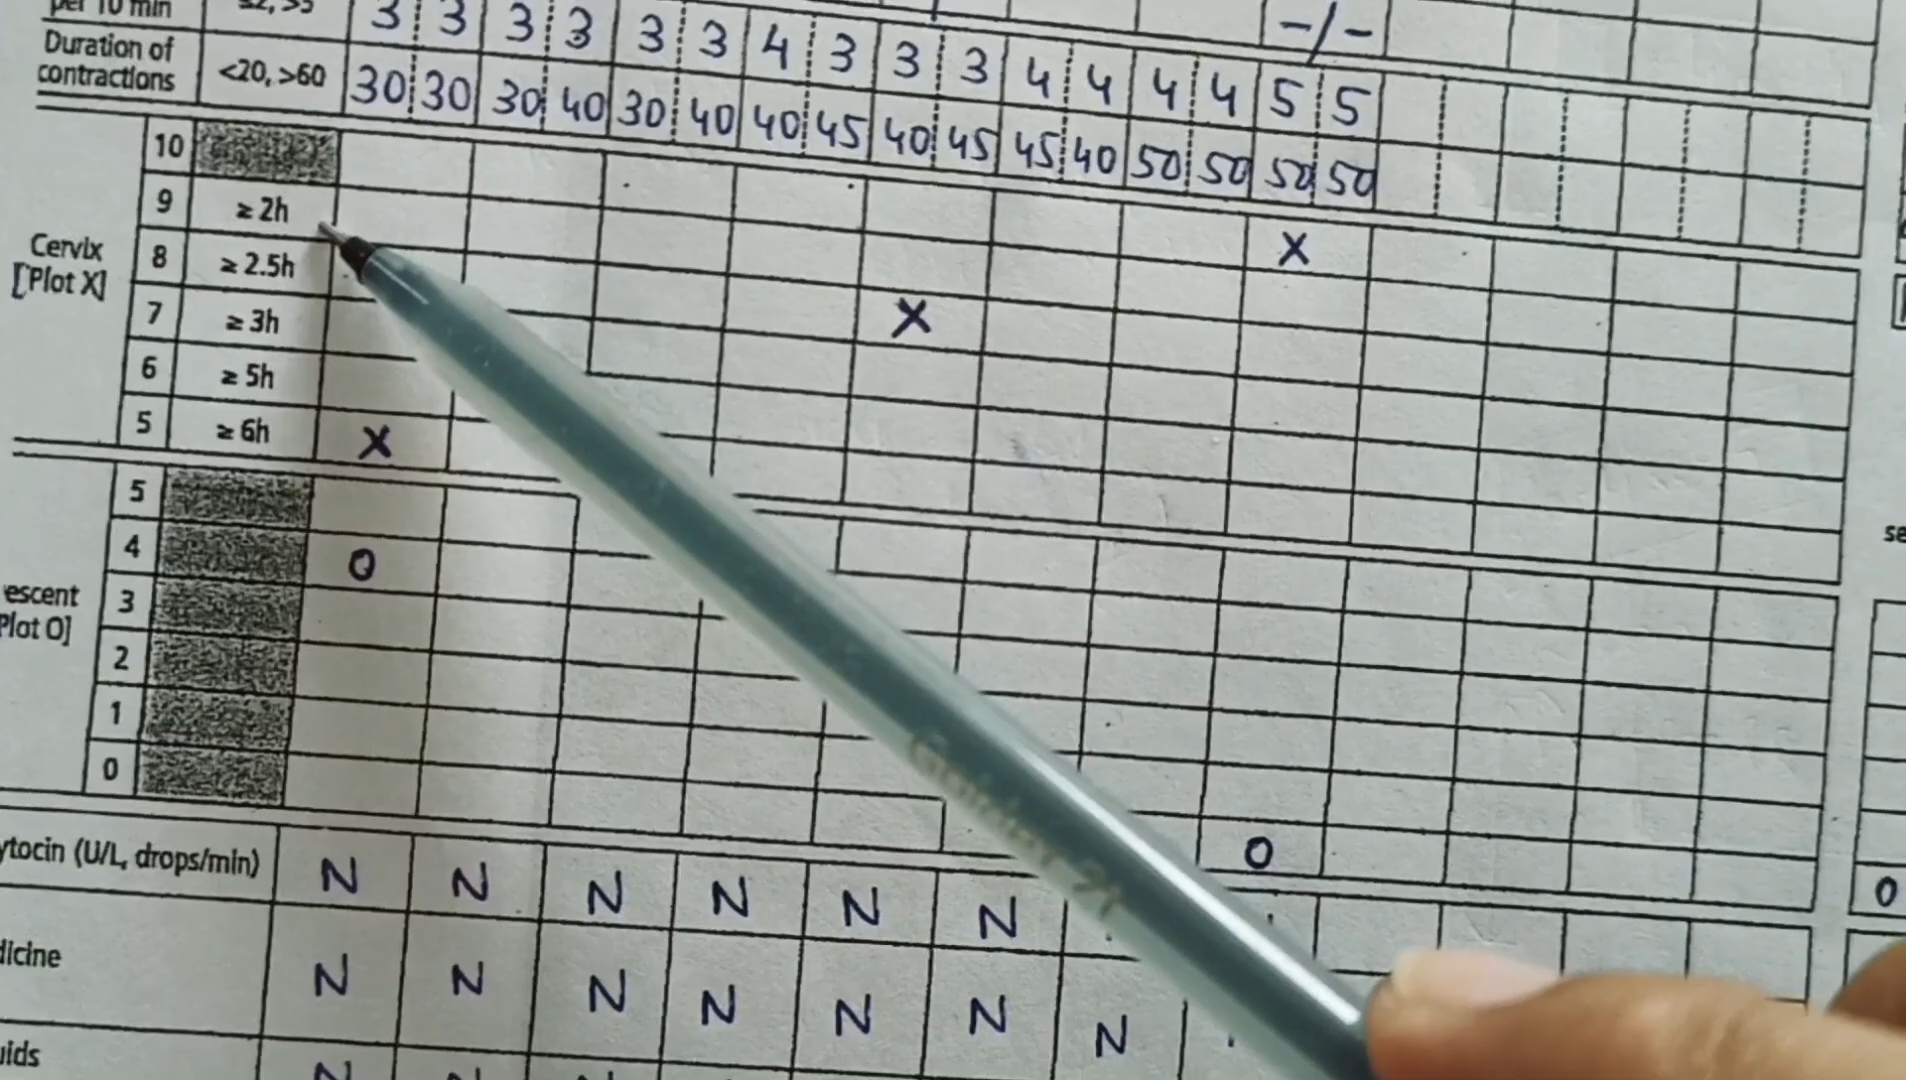 per 10 min ≤2, >5 3 3 3 3 3 3 4 3 3 3 4 4 4 4 5 5
-/-
Duration of
contractions <20, >60 30 30 30 40 30 40 40 45 40 45 45 40 50 50 50 50
10
9 ≥ 2h X
Cervix
[Plot X]
8 ≥ 2.5h
7 ≥ 3h X
6 ≥ 5h
5 ≥ 6h X
5
4 O
escent
Plot O]
3
2
1
0 O
ytocin (U/L, drops/min) N N N N N N
dicine N N N N N N N
uids
se
0